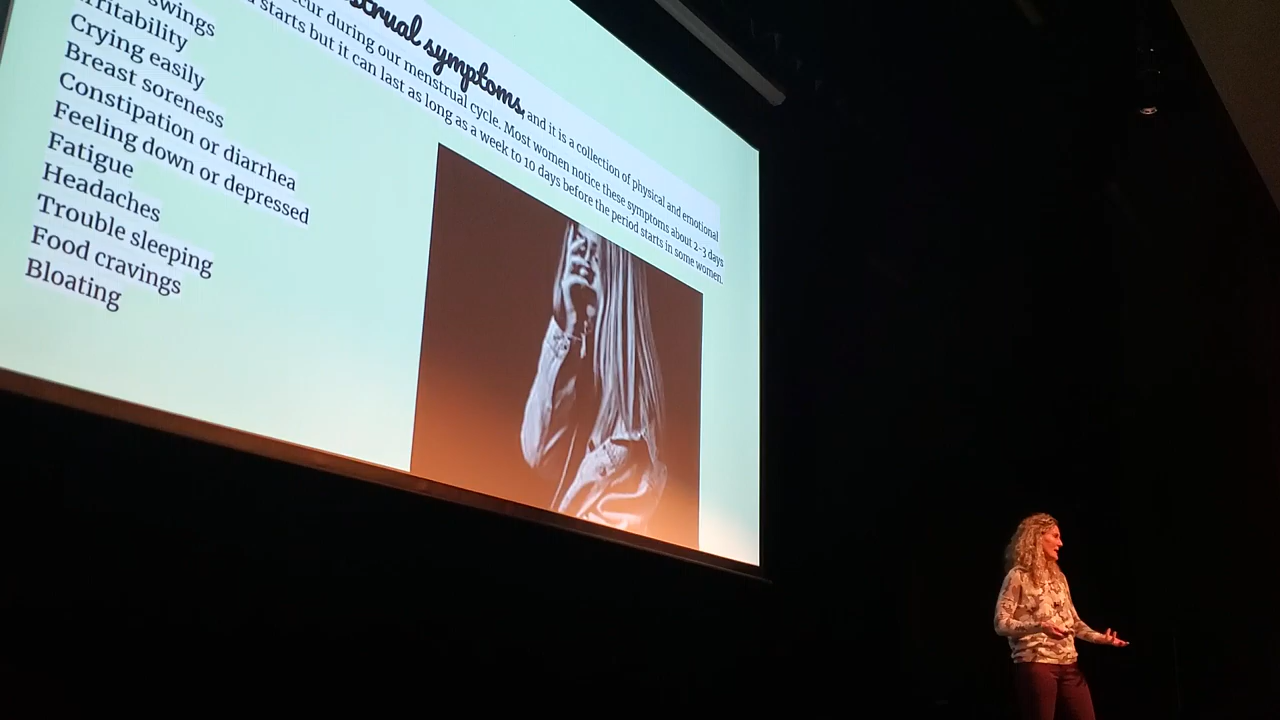 swings
Irritability
Crying easily
Breast soreness
Constipation or diarrhea
Feeling down or depressed
Fatigue
Headaches
Trouble sleeping
Food cravings
Bloating
symptoms, and it is a collection of physical and emotional
during our menstrual cycle. Most women notice these symptoms about 2-3 days
starts but it can last as long as a week to 10 days before the period starts in some women.